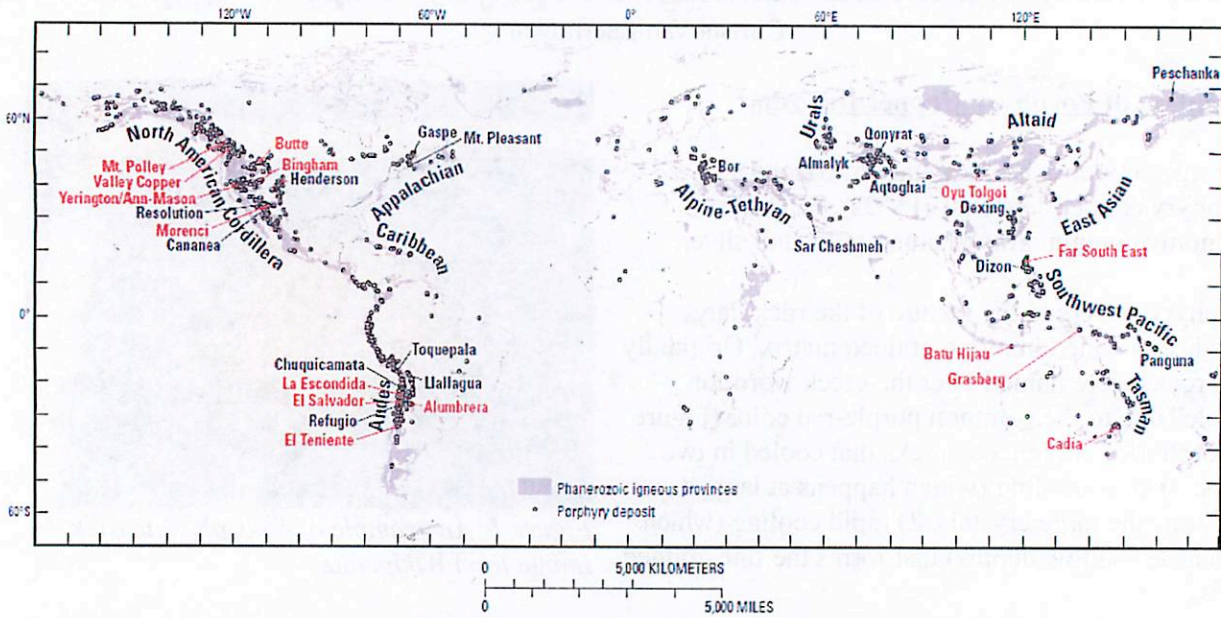 120°W 60°W 0° 60°E 120°E
Peschanka
60°N
North American Cordillera
Butte
Mt. Polley
Bingham
Valley Copper
Henderson
Yerington/Ann-Mason
Resolution
Morenci
Cananea
Gaspe
Mt. Pleasant
Appalachian
Caribbean
Urals
Qonyrat
Altaid
Almalyk
Bor
Aqtoghai
Alpine-Tethyan
Oyu Tolgoi
Dexing
East Asian
Sar Cheshmeh
Far South East
Dizon
Southwest Pacific
0°
Batu Hijau
Panguna
Grasberg
Tasman
Cadia
Toquepala
Chuquicamata
La Escondida
Llallagua
El Salvador
Andes
Alumbrera
Refugio
El Teniente
Phanerozoic igneous provinces
Porphyry deposit
60°S
0 5,000 KILOMETERS
0 5,000 MILES